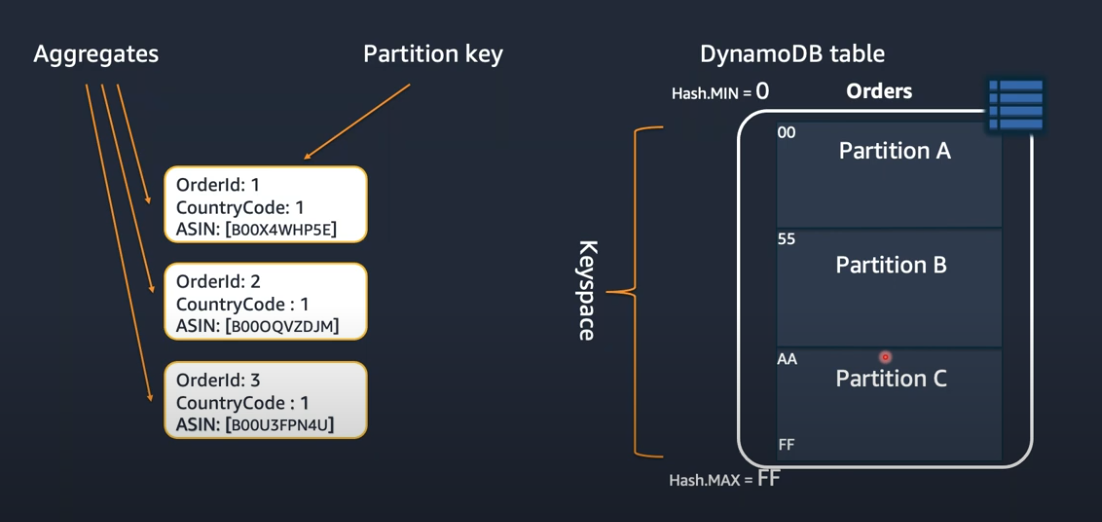 Aggregates
Partition key
DynamoDB table
Hash.MIN = 0
Orders
OrderId: 1
CountryCode: 1
ASIN: [B00X4WHP5E]
OrderId: 2
CountryCode : 1
ASIN: [B00OQVZDJM]
OrderId: 3
CountryCode : 1
ASIN: [B00U3FPN4U]
Keyspace
00
Partition A
55
Partition B
AA
Partition C
FF
Hash.MAX = FF